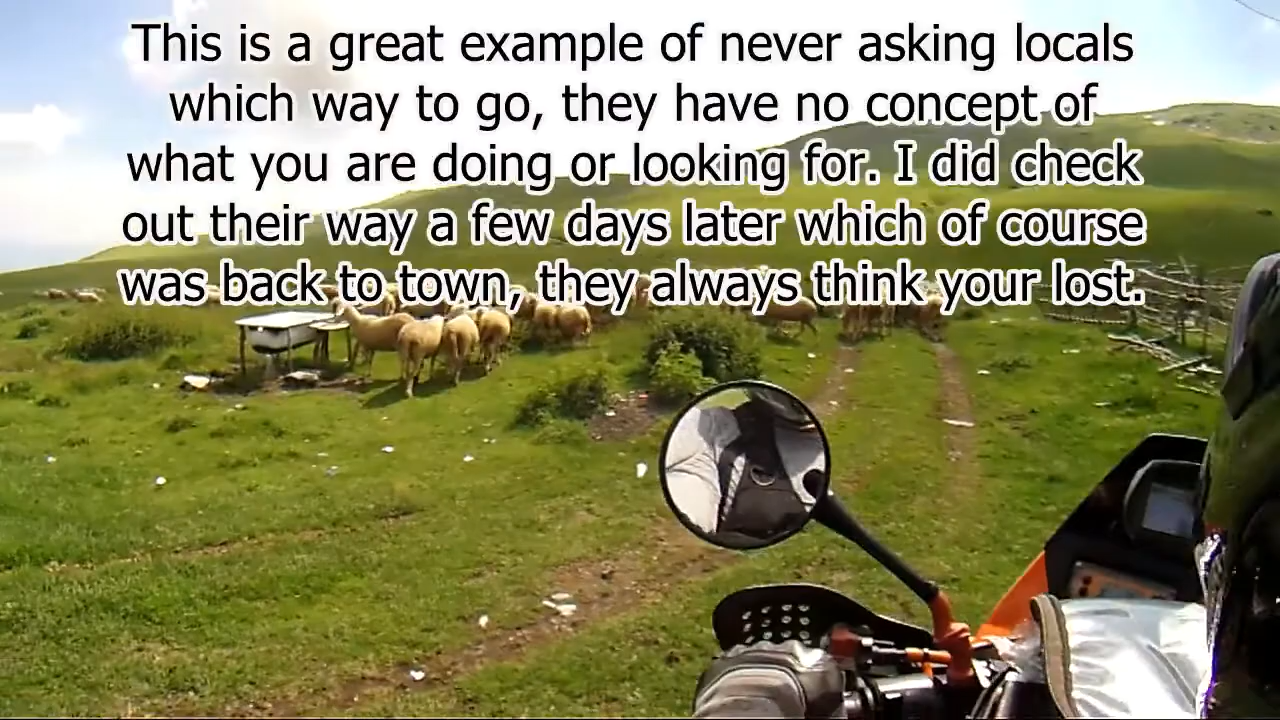 This is a great example of never asking locals
which way to go, they have no concept of
what you are doing or looking for. I did check
out their way a few days later which of course
was back to town, they always think your lost.